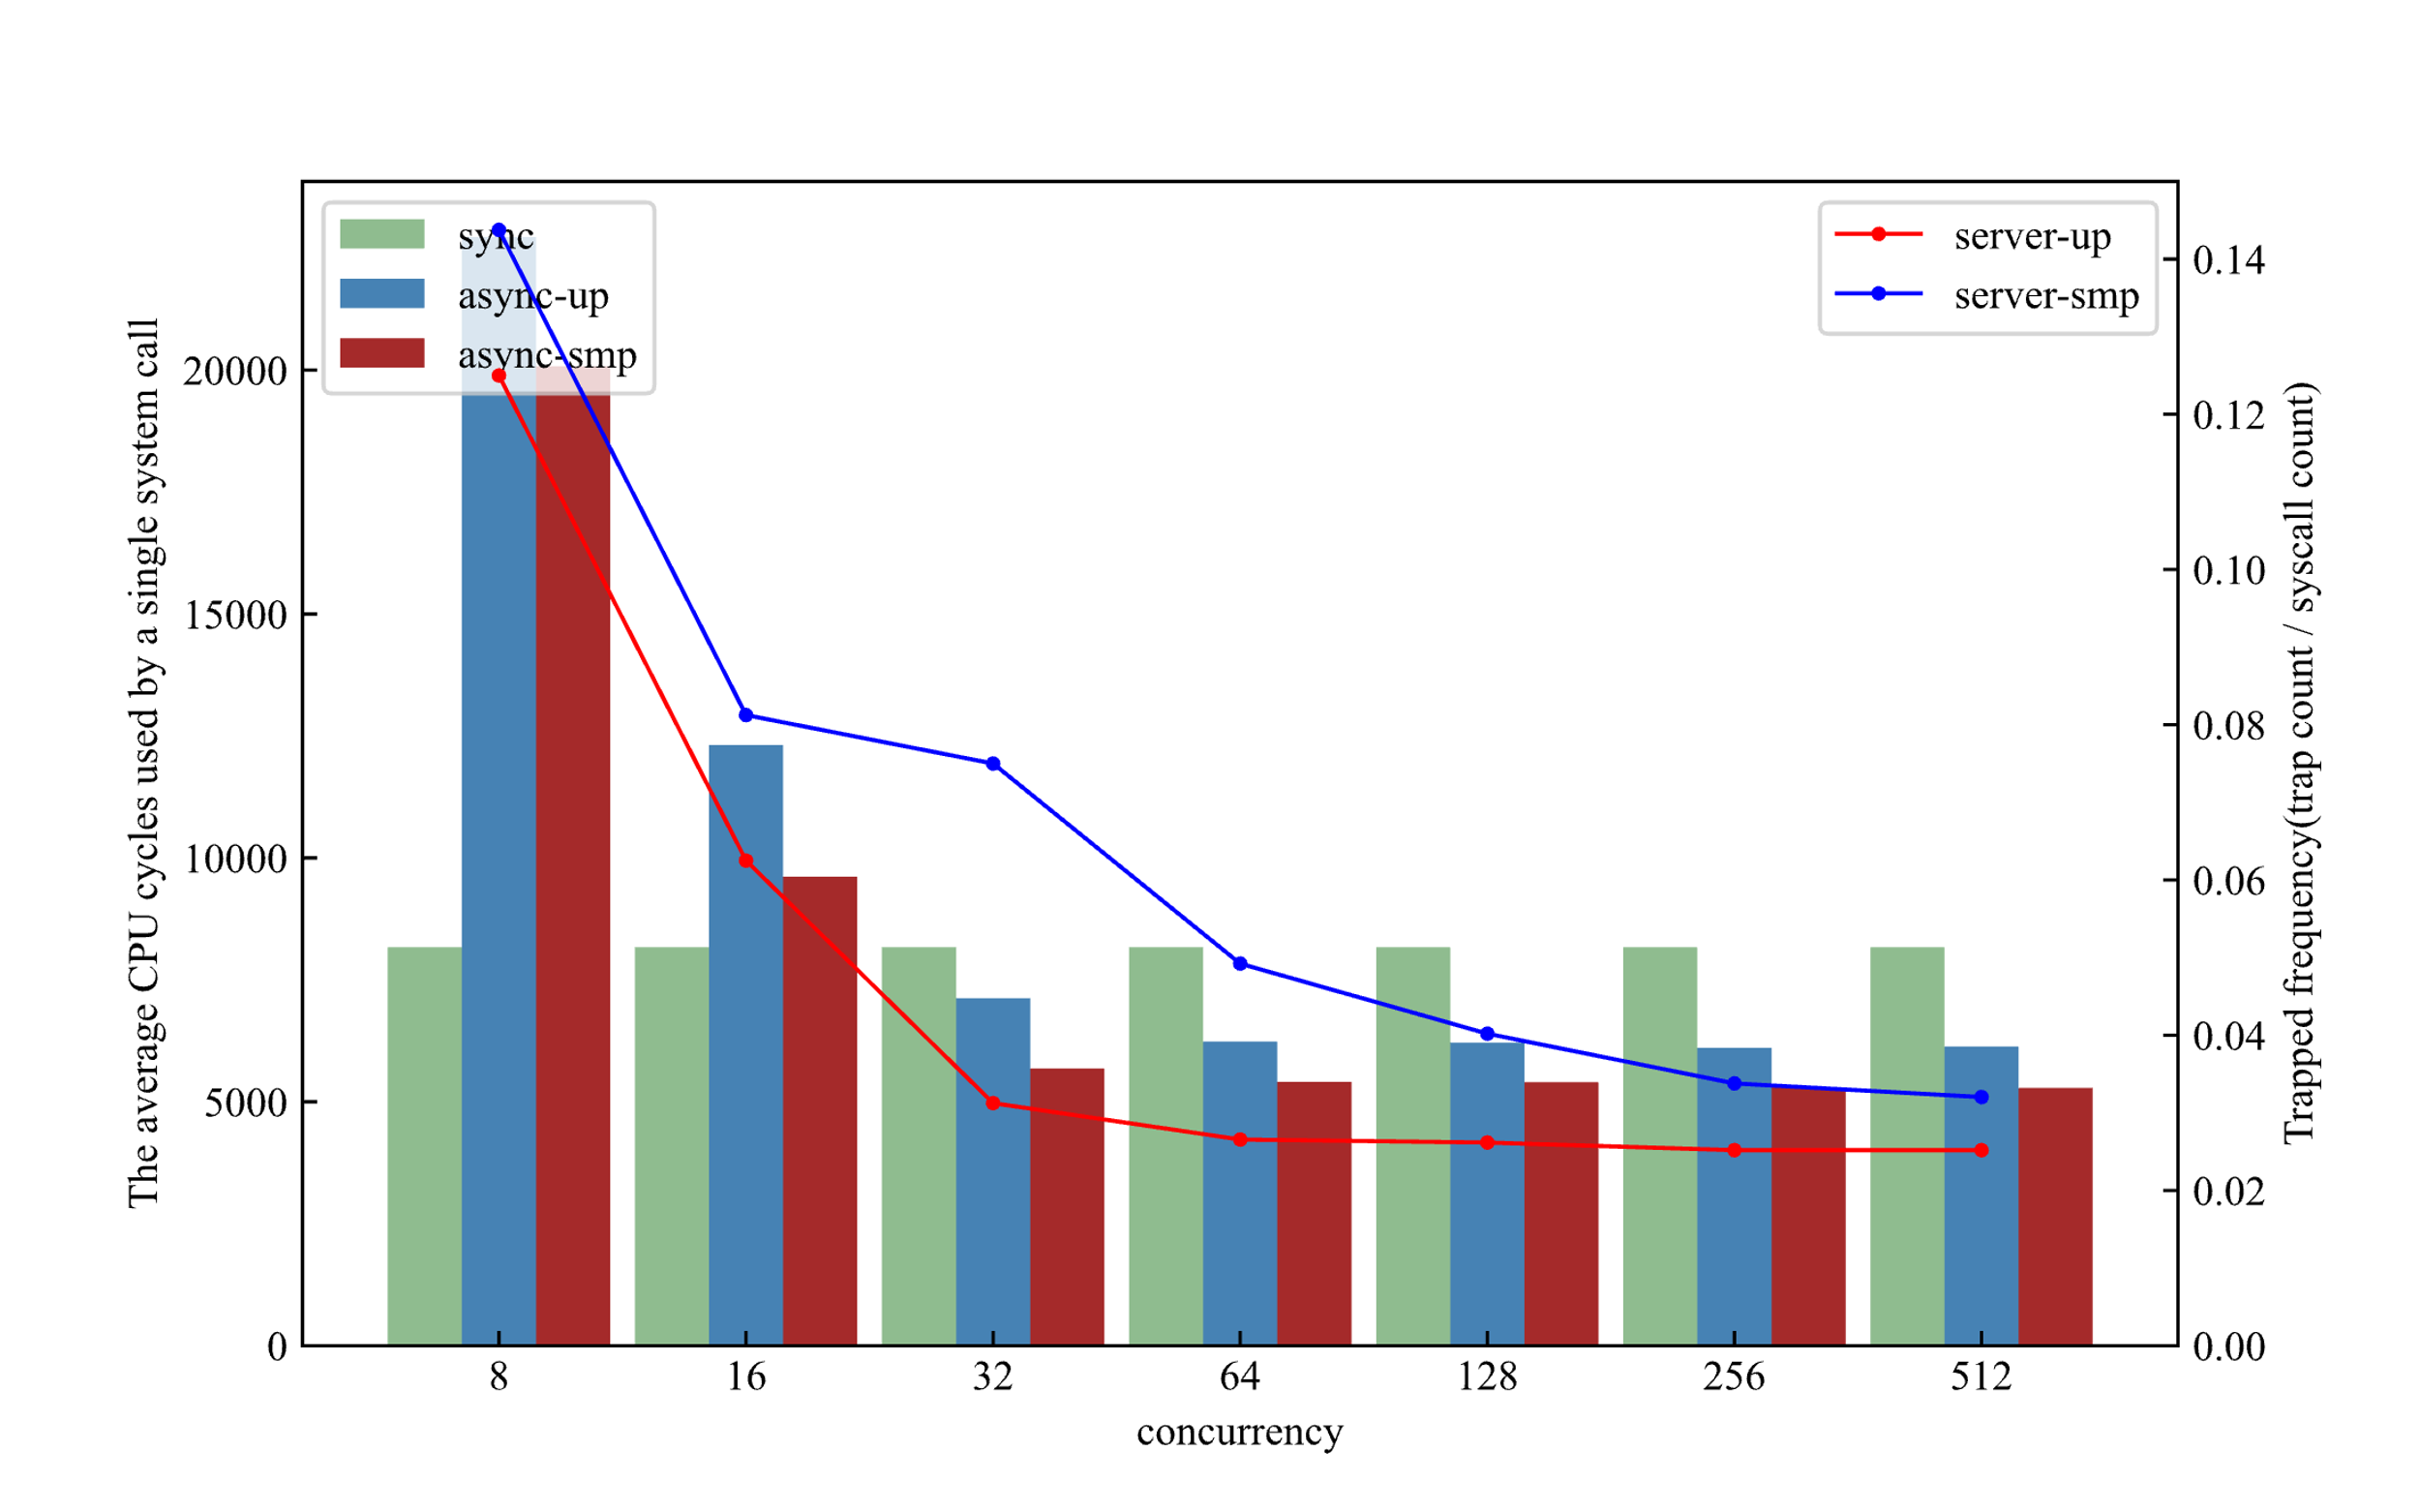 sync
async-up
async-smp
server-up
server-smp
The average CPU cycles used by a single system call
20000
15000
10000
5000
0
0.14
0.12
0.10
0.08
0.06
0.04
0.02
0.00
Trapped frequency(trap count / syscall count)
8 16 32 64 128 256 512
concurrency